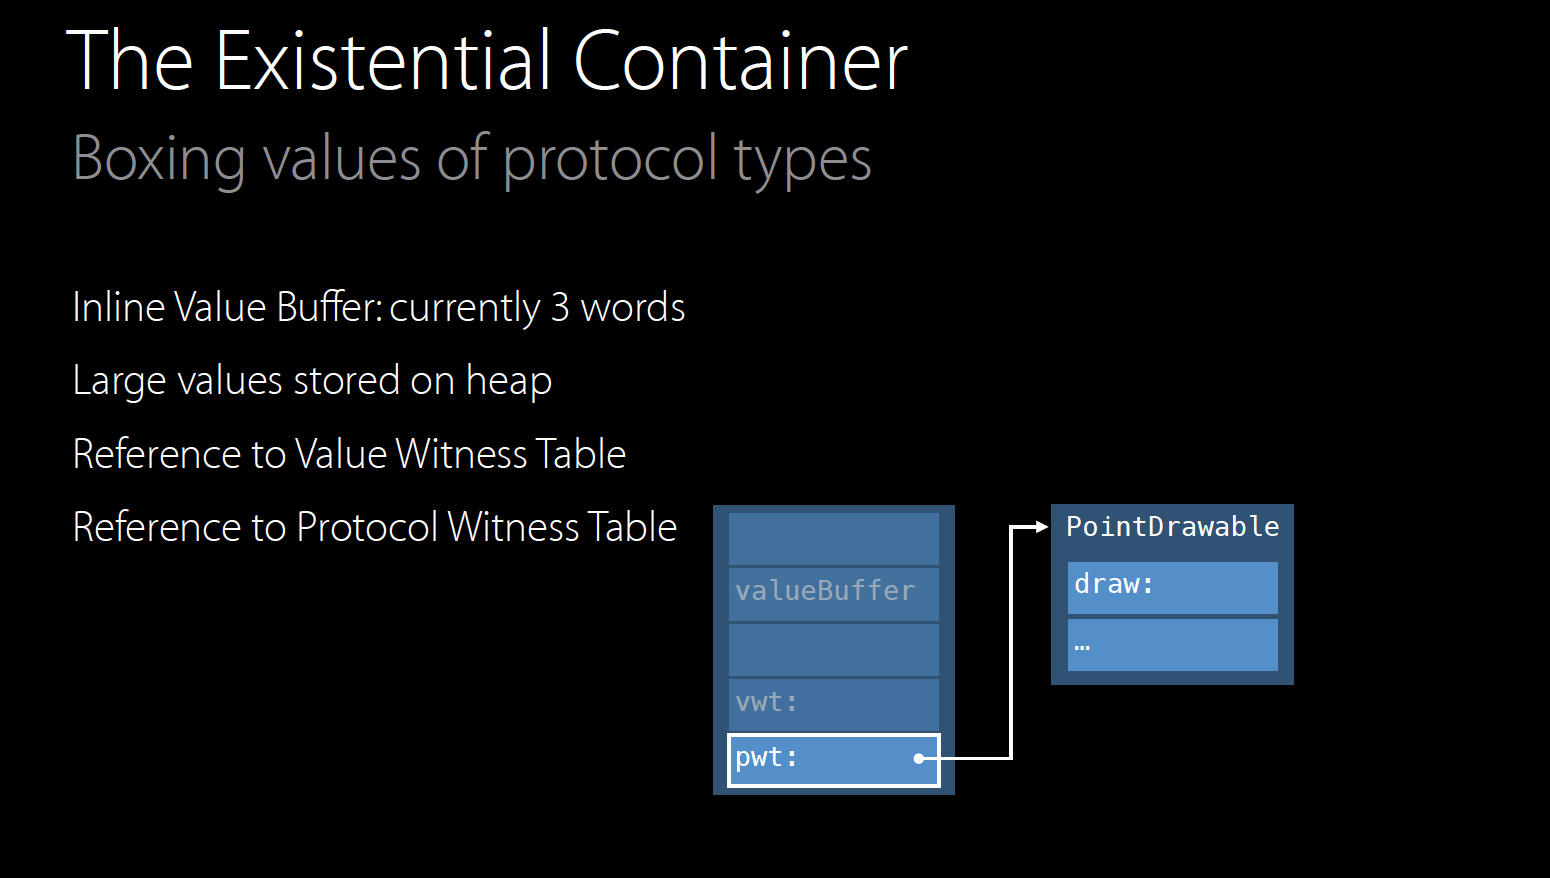 The Existential Container
Boxing values of protocol types
Inline Value Buffer: currently 3 words
Large values stored on heap
Reference to Value Witness Table
Reference to Protocol Witness Table
valueBuffer
vwt:
pwt:
PointDrawable
draw:
…